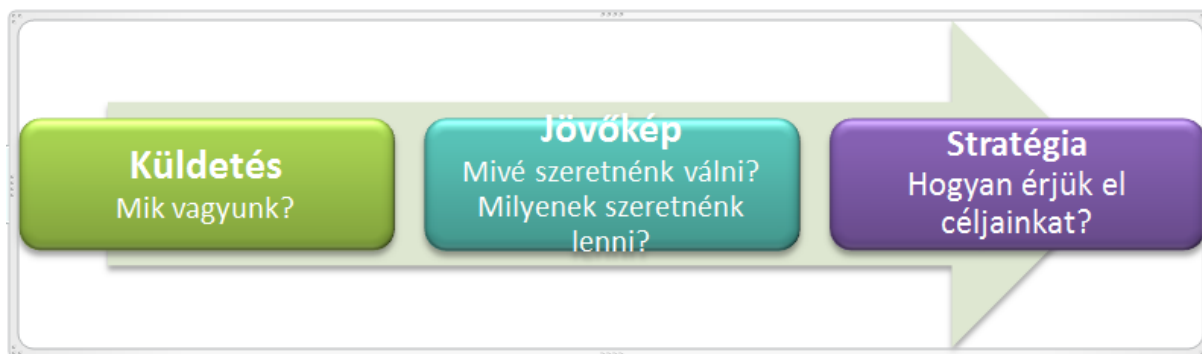 Küldetés
Mik vagyunk?
Jövőkép
Mivé szeretnénk válni?
Milyenek szeretnénk
lenni?
Stratégia
Hogyan érjük el
céljainkat?